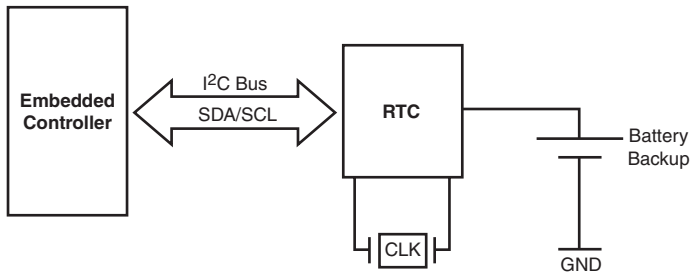 Embedded
Controller
I²C Bus
SDA/SCL
RTC
Battery
Backup
CLK
GND